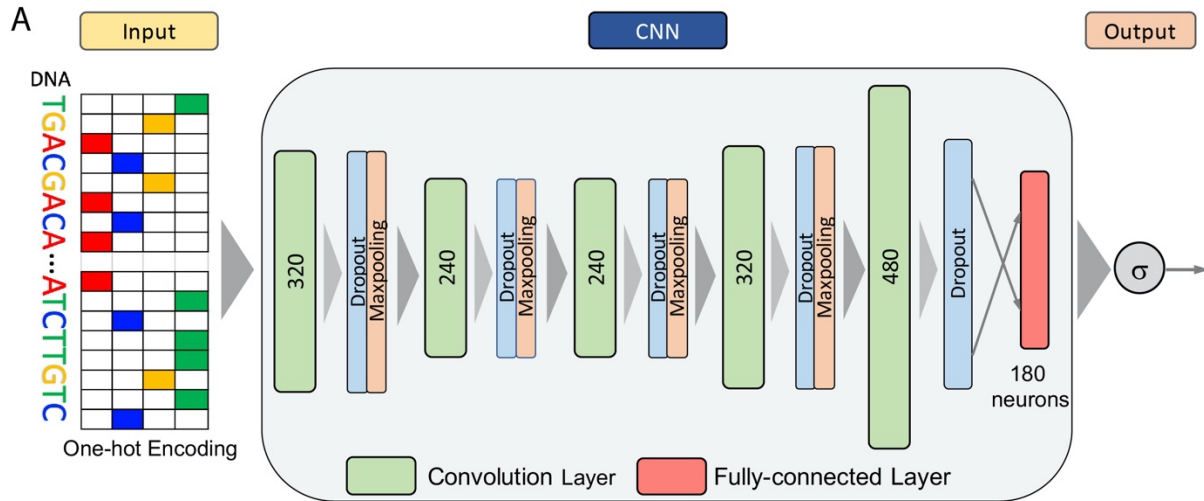 A
Input
CNN
Output
DNA
TGACGACA...ATCTTGTC
One-hot Encoding
320
Dropout
Maxpooling
240
Dropout
Maxpooling
240
Dropout
Maxpooling
320
Dropout
Maxpooling
480
Dropout
180
neurons
σ
Convolution Layer
Fully-connected Layer